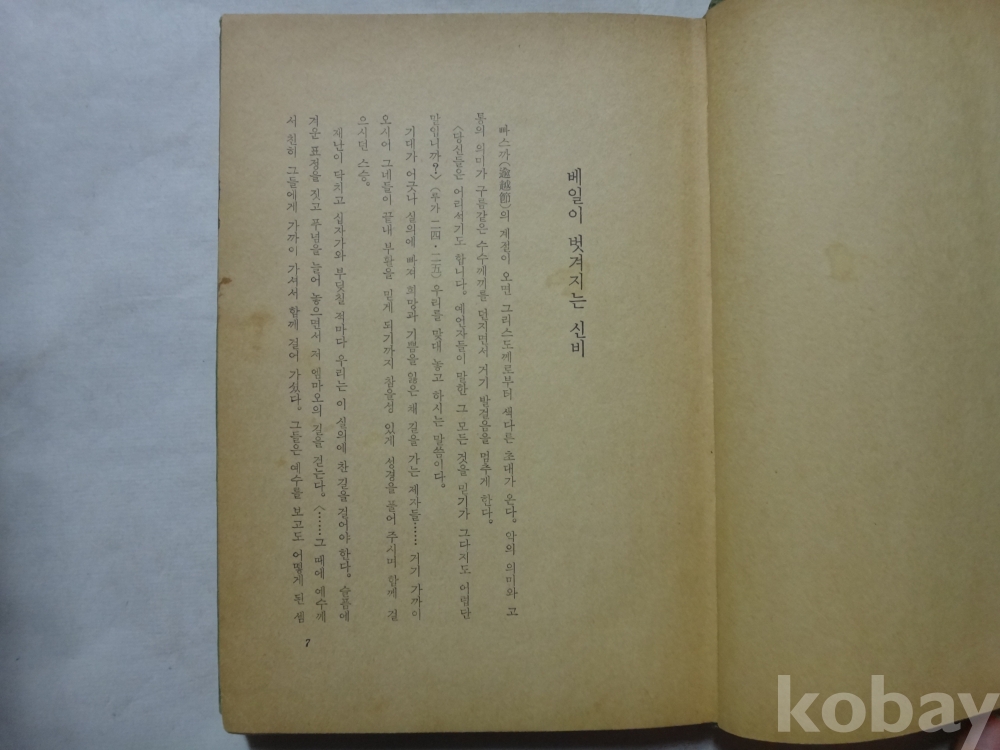 베일이 벗겨지는 신비
빠스까(逾越節)의 계절이 오면 그리스도께로부터 색다른 초대가 온다. 악의 의미와 고
통의 의미가 구름같은 수수께끼를 던지면서 거기 발걸음을 멈추게 한다.
〈당신들은 어리석기도 합니다. 예언자들이 말한 그 모든 것을 믿기가 그다지도 어렵단
말입니까?〉(루가 二四·二五) 우리를 맞대 놓고 하시는 말씀이다.
기대가 어긋나 실의에 빠져 희망과 기쁨을 잃은 채 길을 가는 제자들…… 거기 가까이
오시어 그네들이 끝내 부활을 믿게 되기까지 참을성 있게 성경을 풀어 주시며 함께 걸
으시던 스승.
재난이 닥치고 십자가와 부딪칠 적마다 우리는 이 실의에 찬 길을 걸어야 한다. 슬픔에
겨운 표정을 짓고 푸념을 늘어 놓으면서 저 엠마오의 길을 걷는다. 〈……그 때에 예수께
서 친히 그들에게 가까이 가셔서 함께 걸어 가셨다. 그들은 예수를 보고도 어떻게 된 셈
7
kobay